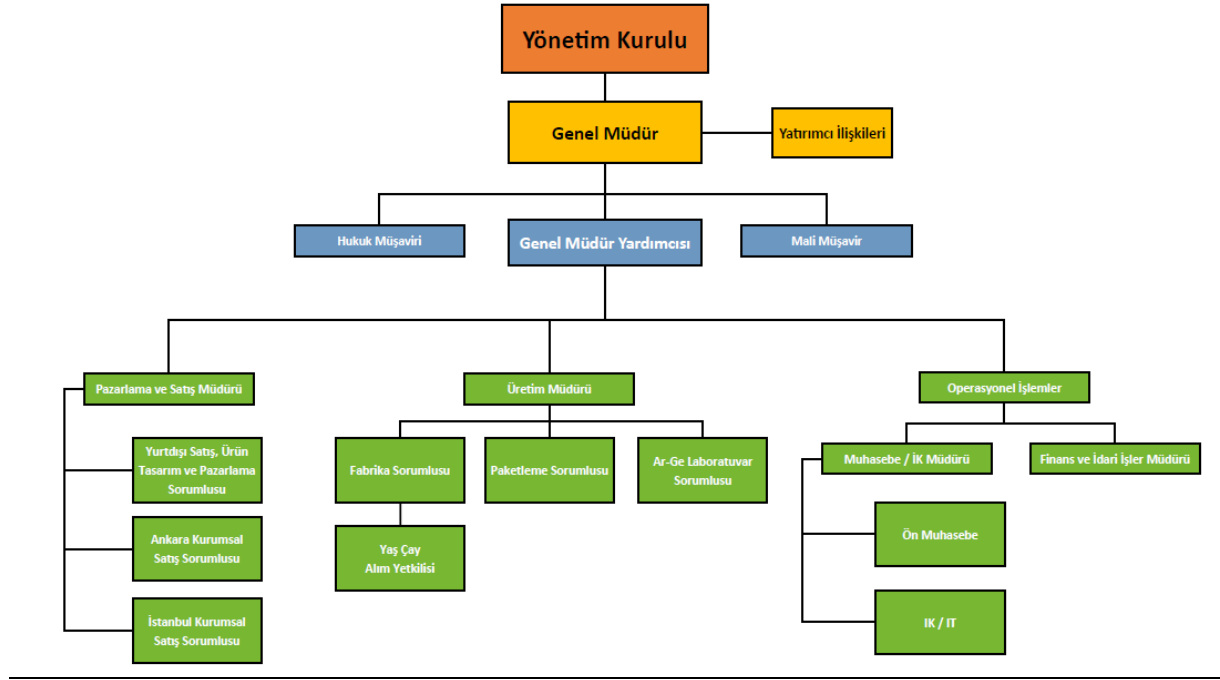 Yönetim Kurulu
Genel Müdür
Yatırımcı İlişkileri
Hukuk Müşaviri
Genel Müdür Yardımcısı
Mali Müşavir
Pazarlama ve Satış Müdürü
Üretim Müdürü
Operasyonel İşlemler
Yurtdışı Satış, Ürün
Tasarım ve Pazarlama
Sorumlusu
Fabrika Sorumlusu
Paketleme Sorumlusu
Ar-Ge Laboratuvar
Sorumlusu
Muhasebe / İK Müdürü
Finans ve İdari İşler Müdürü
Ankara Kurumsal
Satış Sorumlusu
Yaş Çay
Alım Yetkilisi
Ön Muhasebe
İstanbul Kurumsal
Satış Sorumlusu
IK / IT